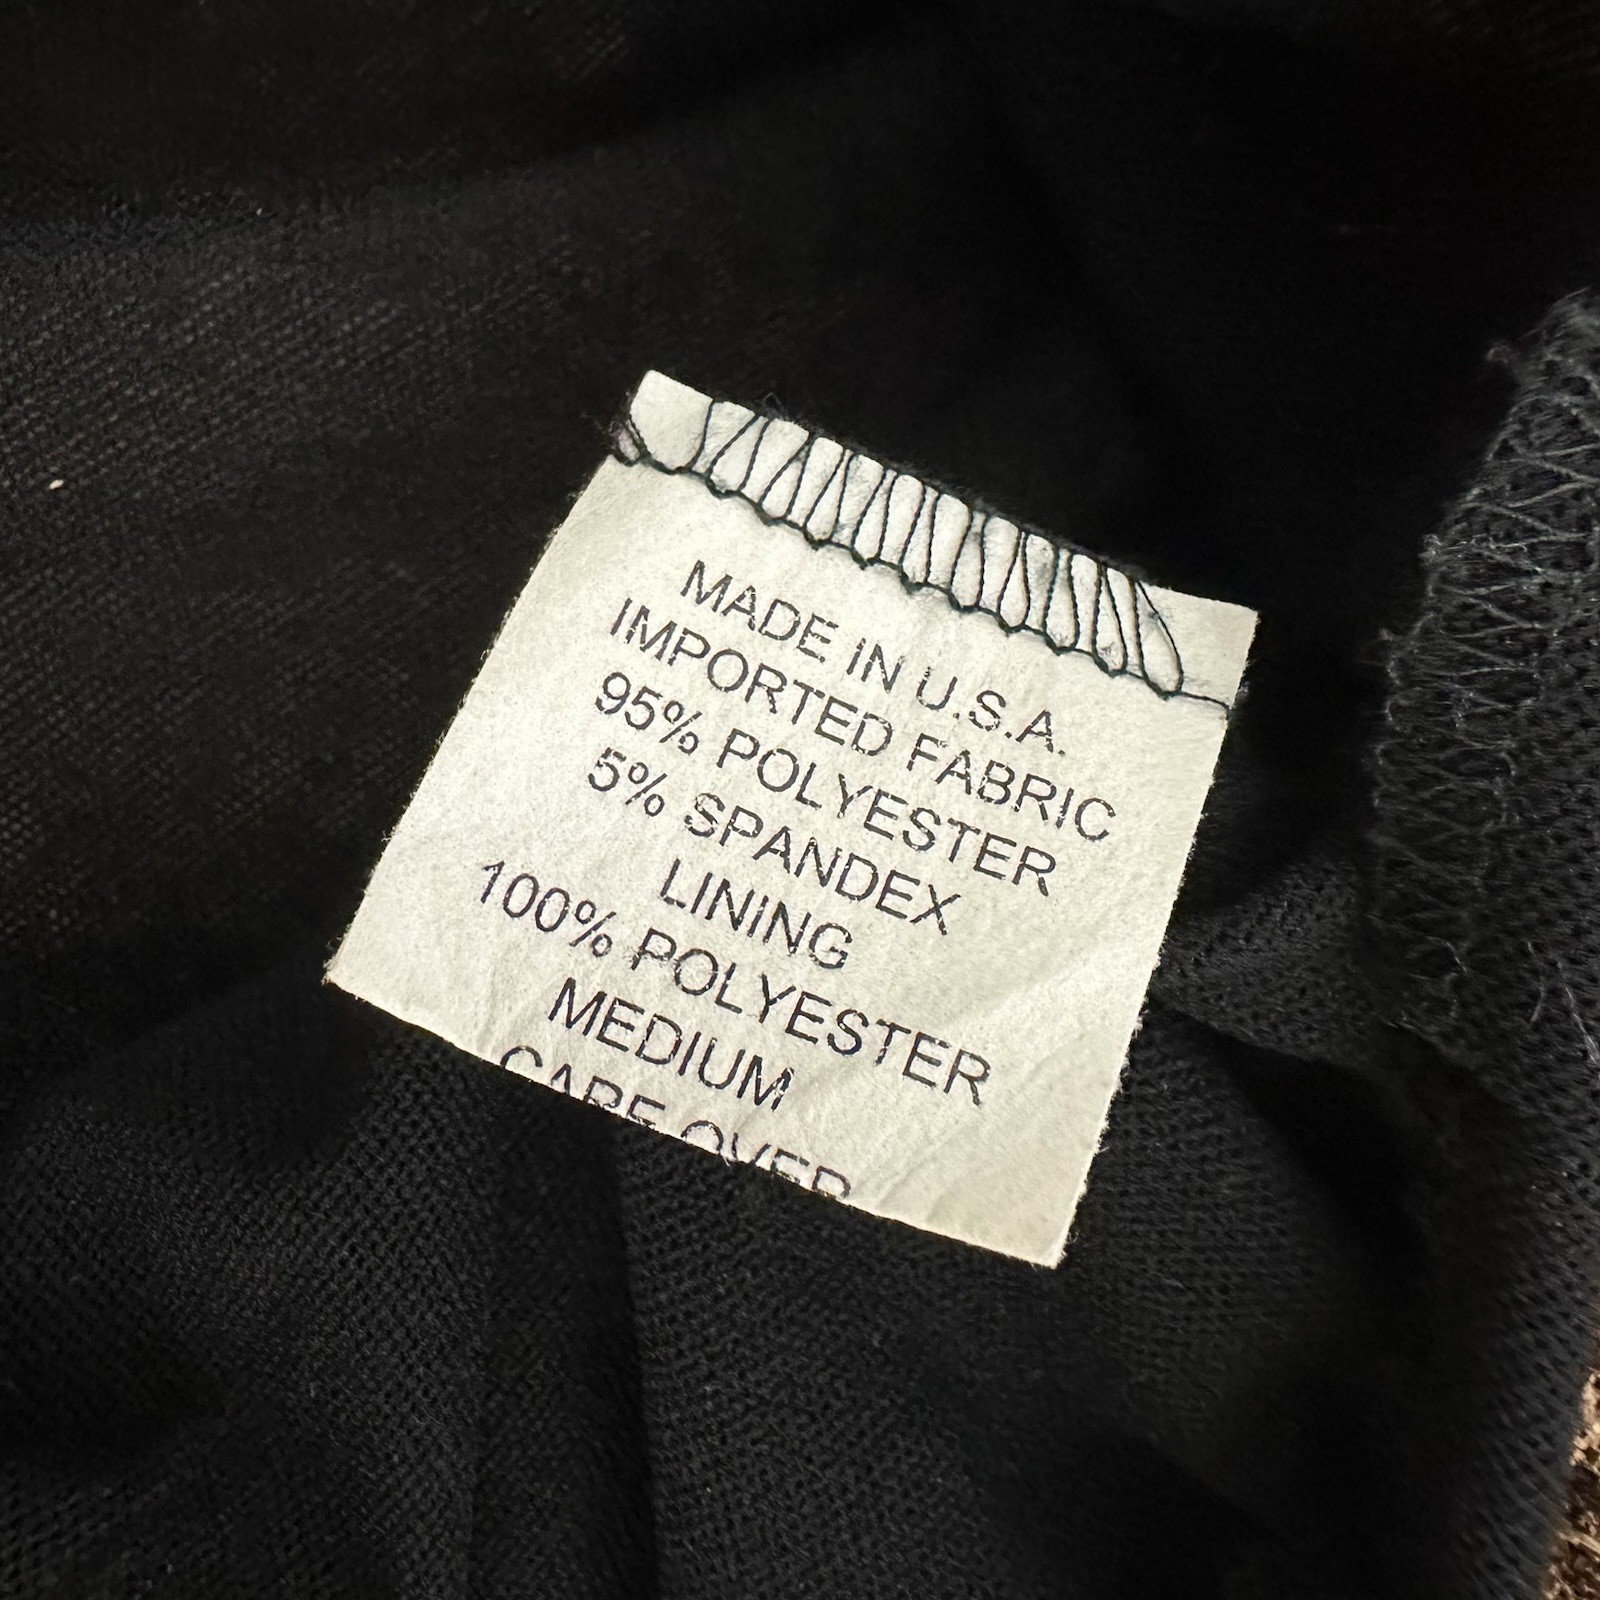 MADE IN U.S.A.
IMPORTED FABRIC
95% POLYESTER
5% SPANDEX
LINING
100% POLYESTER
MEDIUM
CARE OVER